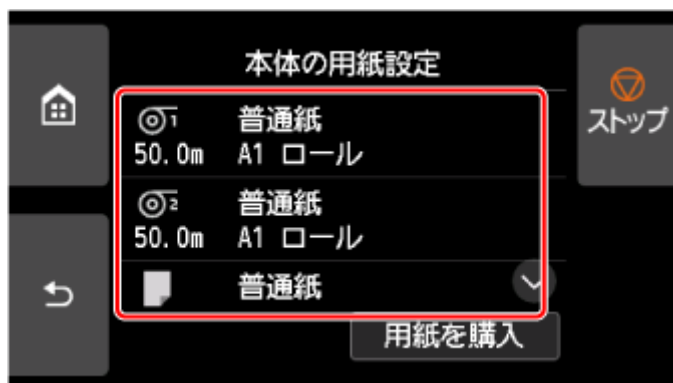 本体の用紙設定
1 普通紙
50.0m A1 ロール
2 普通紙
50.0m A1 ロール
普通紙
用紙を購入
ストップ